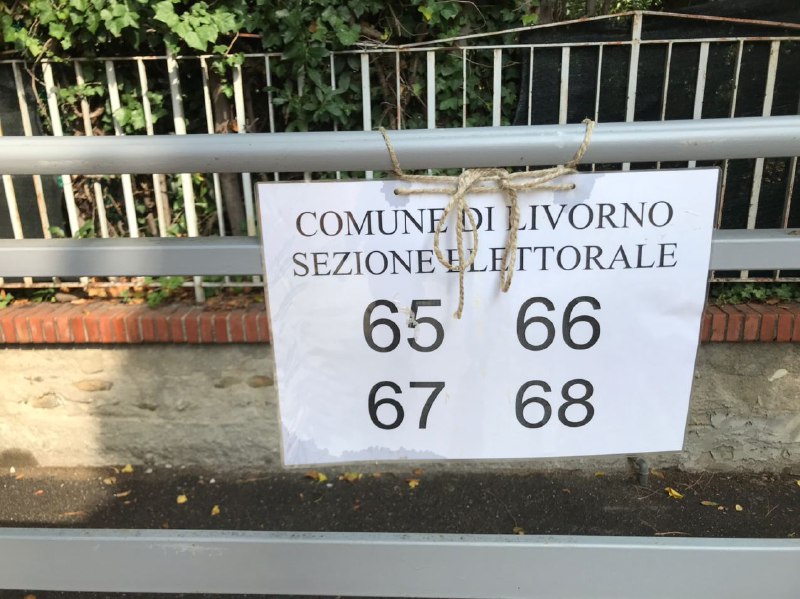 COMUNE DI LIVORNO
SEZIONE ELETTORALE
65 66
67 68